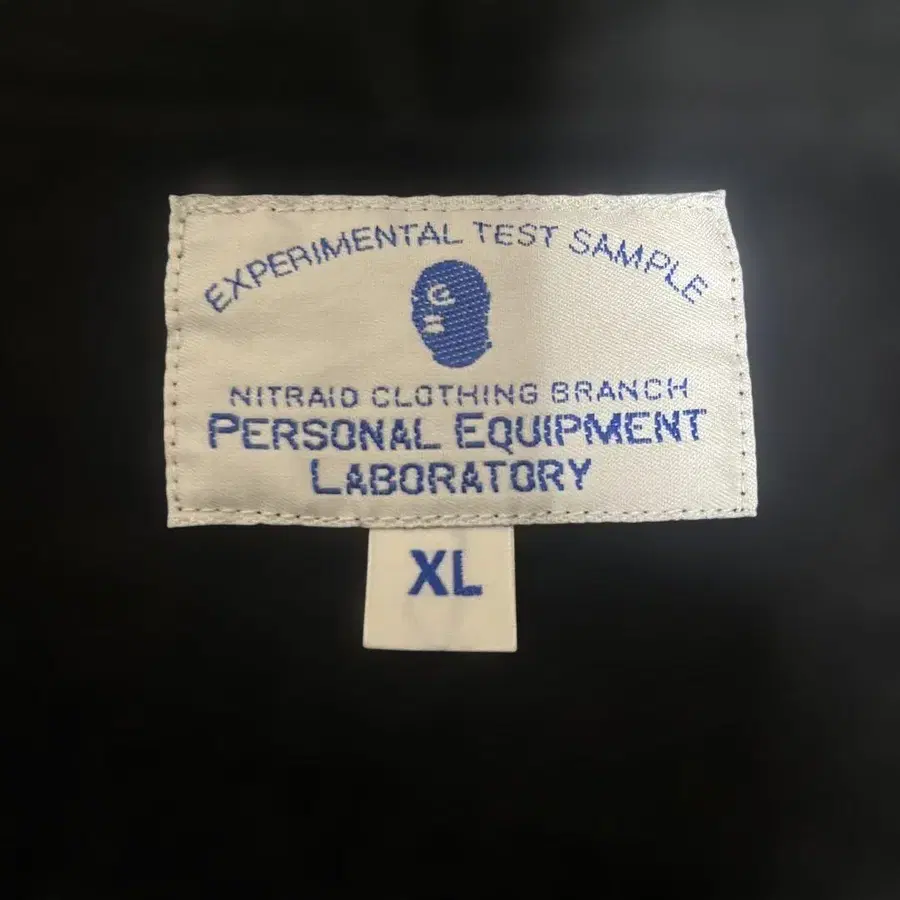 EXPERIMENTAL TEST SAMPLE
NITRAID CLOTHING BRANCH
PERSONAL EQUIPMENT
LABORATORY
XL